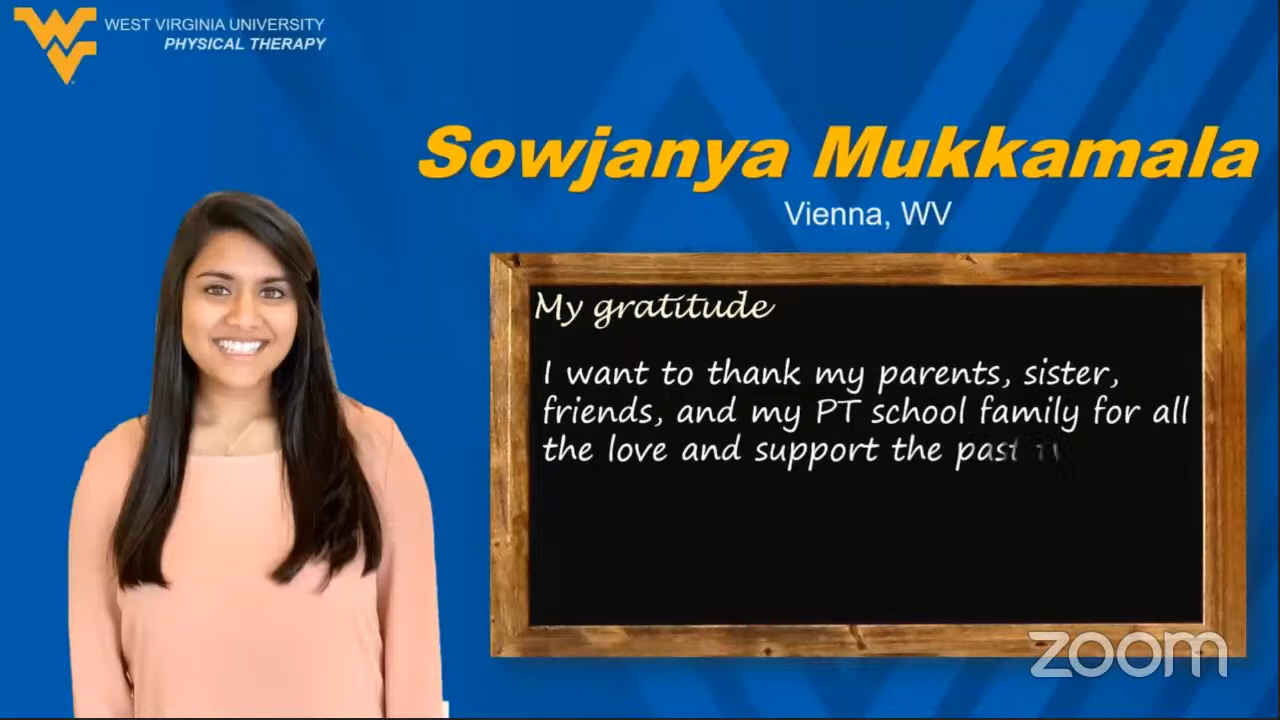 WEST VIRGINIA UNIVERSITY
PHYSICAL THERAPY
Sowjanya Mukkamala
Vienna, WV
My gratitude
I want to thank my parents, sister,
friends, and my PT school family for all
the love and support the past
zoom